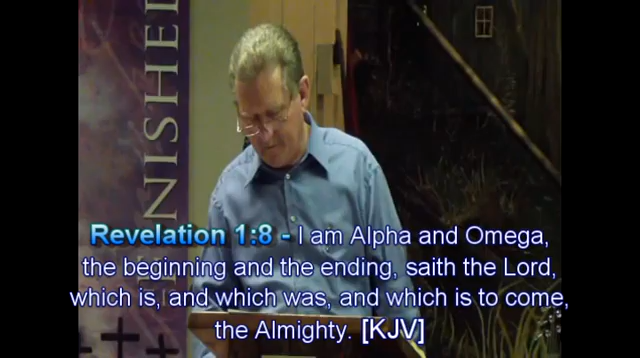 Revelation 1:8 - I am Alpha and Omega,
the beginning and the ending, saith the Lord,
which is, and which was, and which is to come,
the Almighty. [KJV]